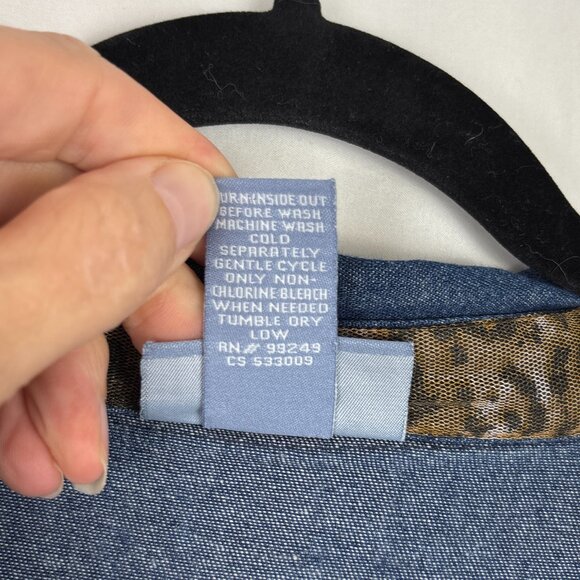 URN INSIDE OUT
BEFORE WASH
MACHINE WASH
COLD
SEPARATELY
GENTLE CYCLE
ONLY NON-
CHLORINE BLEACH
WHEN NEEDED
TUMBLE DRY
LOW
RN# 99249
CS 533009